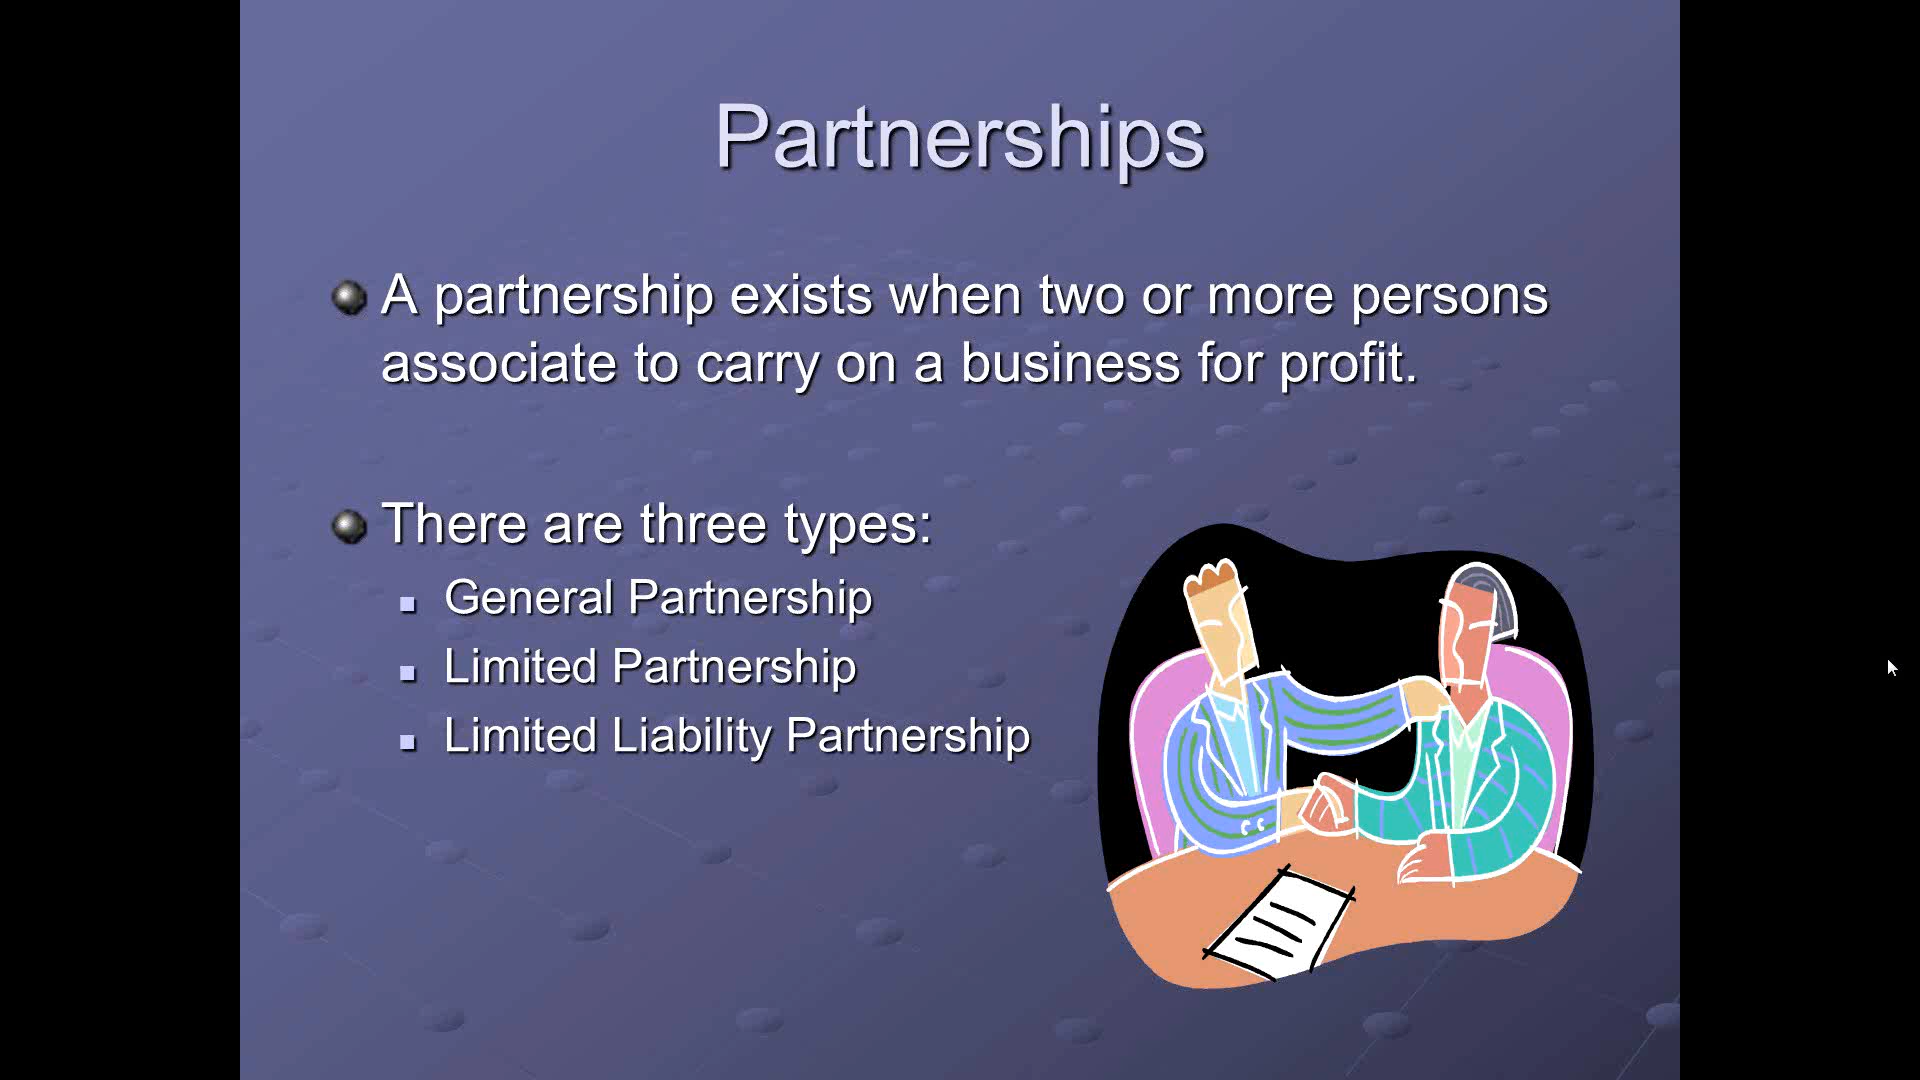 Partnerships
A partnership exists when two or more persons
associate to carry on a business for profit.
There are three types:
General Partnership
Limited Partnership
Limited Liability Partnership